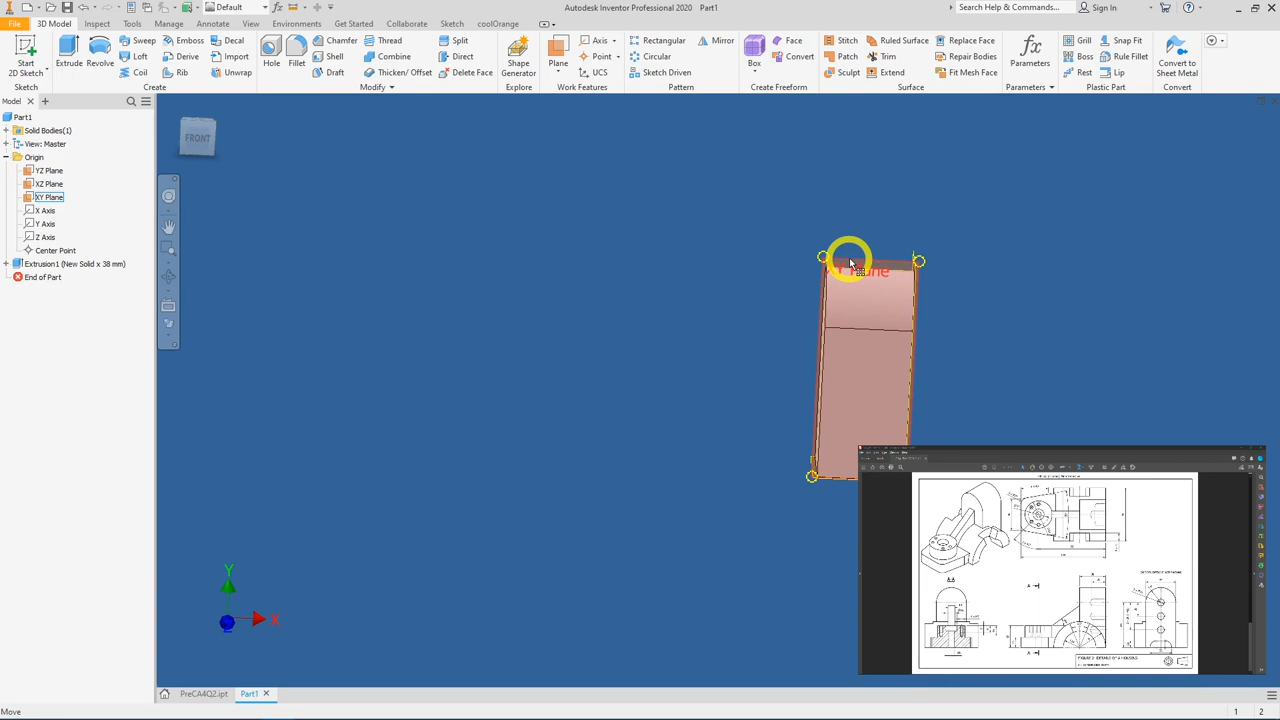 Default
Autodesk Inventor Professional 2020 Part1
Search Help & Commands...
Sign In
File 3D Model Inspect Tools Manage Annotate View Environments Get Started Collaborate Sketch coolOrange
Start
2D Sketch
Extrude
Revolve
Sweep
Loft
Coil
Emboss
Derive
Rib
Decal
Import
Unwrap
Create
Hole
Fillet
Chamfer
Shell
Draft
Thread
Combine
Thicken/ Offset
Split
Direct
Delete Face
Modify
Shape
Generator
Explore
Plane
Axis
Point
UCS
Work Features
Rectangular
Circular
Sketch Driven
Mirror
Pattern
Box
Face
Convert
Create Freeform
Stitch
Patch
Sculpt
Ruled Surface
Trim
Extend
Replace Face
Repair Bodies
Fit Mesh Face
Surface
Parameters
Parameters
Grill
Boss
Rest
Snap Fit
Rule Fillet
Lip
Plastic Part
Convert to
Sheet Metal
Convert
Model
Part1
Solid Bodies(1)
View: Master
Origin
YZ Plane
XZ Plane
XY Plane
X Axis
Y Axis
Z Axis
Center Point
Extrusion1 (New Solid x 38 mm)
End of Part
FRONT
Y
X
A-A
PreCA4Q2.ipt
Part1
Move
1
2